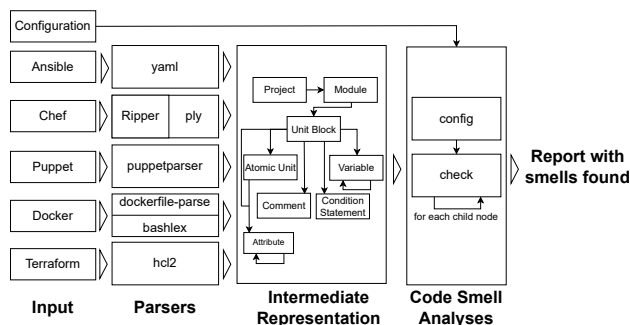 Configuration
Ansible
yaml
Chef
Ripper
ply
Puppet
puppetparser
Docker
dockerfile-parse
bashlex
Terraform
hcl2
Project
Module
Unit Block
Atomic Unit
Variable
Comment
Condition
Statement
Attribute
config
check
for each child node
Report with
smells found
Input
Parsers
Intermediate
Representation
Code Smell
Analyses